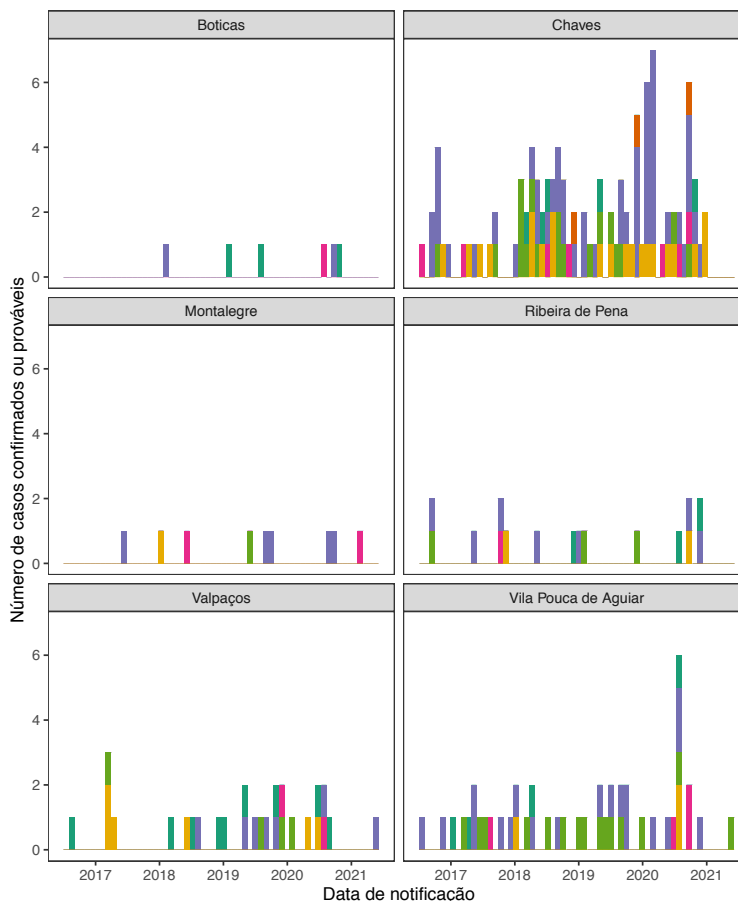 Boticas
Chaves
6
4
2
0
Montalegre
Ribeira de Pena
6
4
2
0
Valpaços
Vila Pouca de Aguiar
6
4
2
0
2017 2018 2019 2020 2021
2017 2018 2019 2020 2021
Data de notificação
Número de casos confirmados ou prováveis